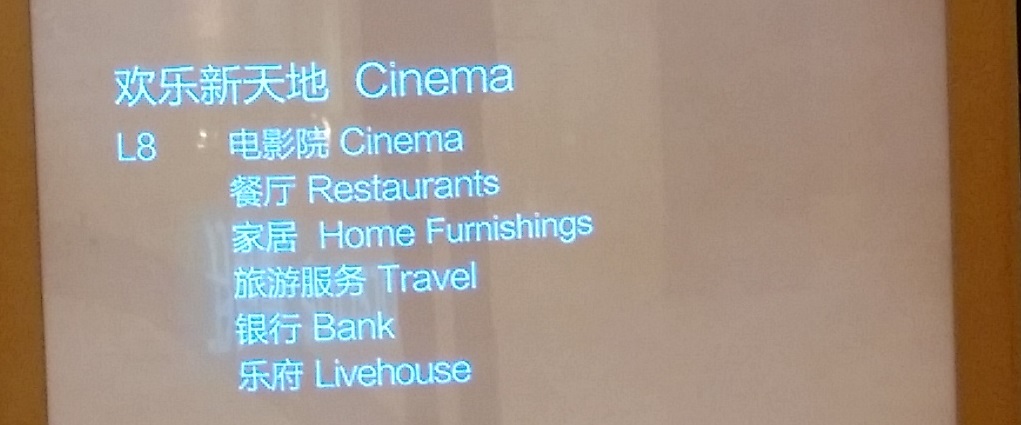 欢乐新天地 Cinema
L8 电影院 Cinema
餐厅 Restaurants
家居 Home Furnishings
旅游服务 Travel
银行 Bank
乐府 Livehouse